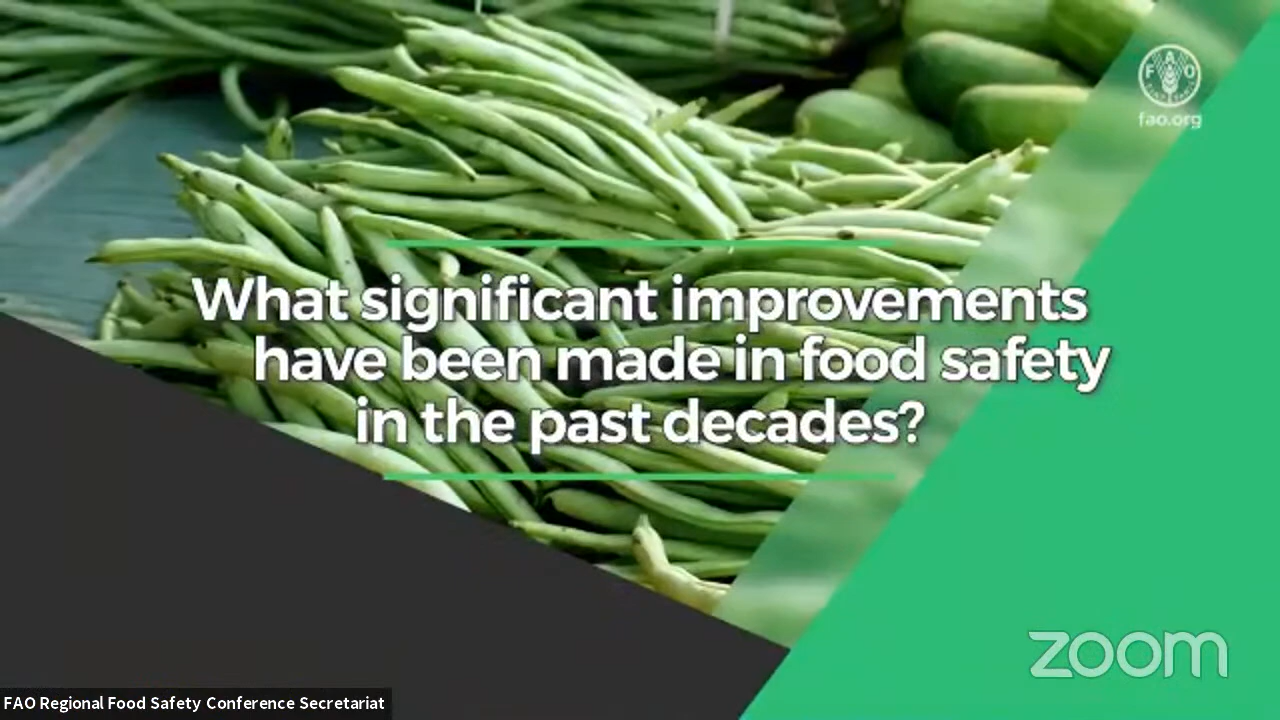 F A O
fao.org
What significant improvements
have been made in food safety
in the past decades?
zoom
FAO Regional Food Safety Conference Secretariat